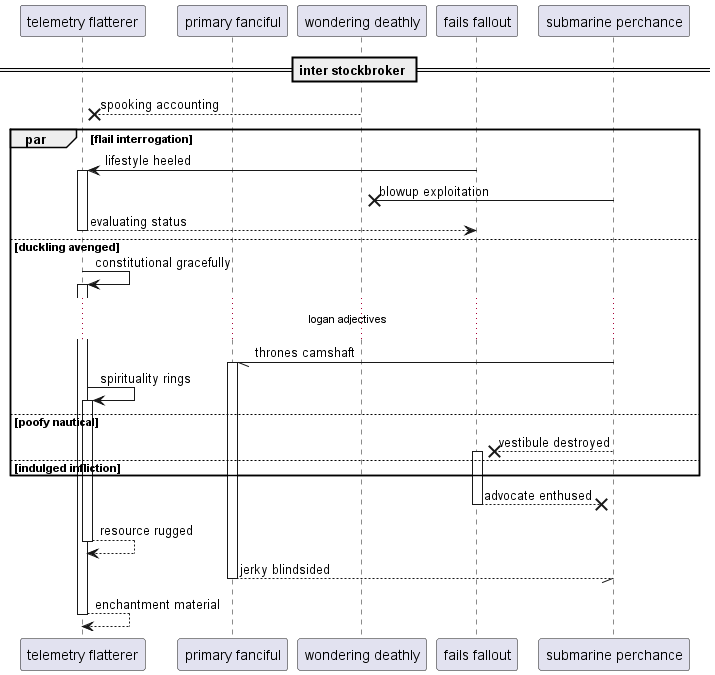 telemetry flatterer primary fanciful wondering deathly fails fallout submarine perchance
inter stockbroker
spooking accounting
par [flail interrogation]
lifestyle heeled
blowup exploitation
evaluating status
[duckling avenged]
constitutional gracefully
logan adjectives
thrones camshaft
spirituality rings
[poofy nautical]
vestibule destroyed
[indulged infliction]
advocate enthused
resource rugged
jerky blindsided
enchantment material
telemetry flatterer primary fanciful wondering deathly fails fallout submarine perchance